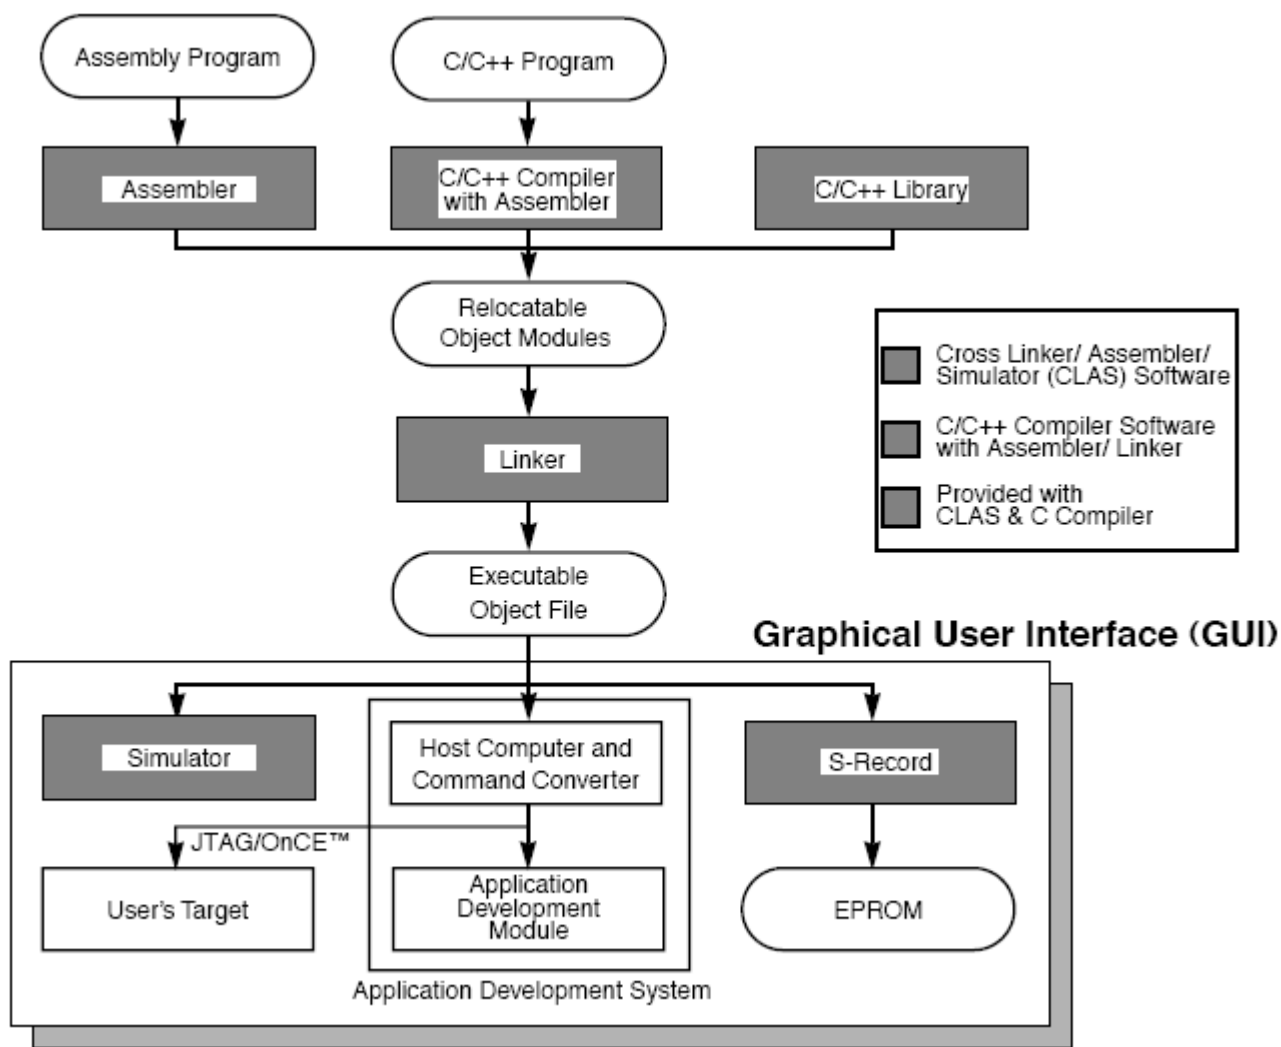 Assembly Program
C/C++ Program
Assembler
C/C++ Compiler
with Assembler
C/C++ Library
Relocatable
Object Modules
Cross Linker/ Assembler/
Simulator (CLAS) Software
C/C++ Compiler Software
with Assembler/ Linker
Provided with
CLAS & C Compiler
Linker
Executable
Object File
Graphical User Interface (GUI)
Simulator
Host Computer and
Command Converter
S-Record
JTAG/OnCE™
User's Target
Application
Development
Module
EPROM
Application Development System